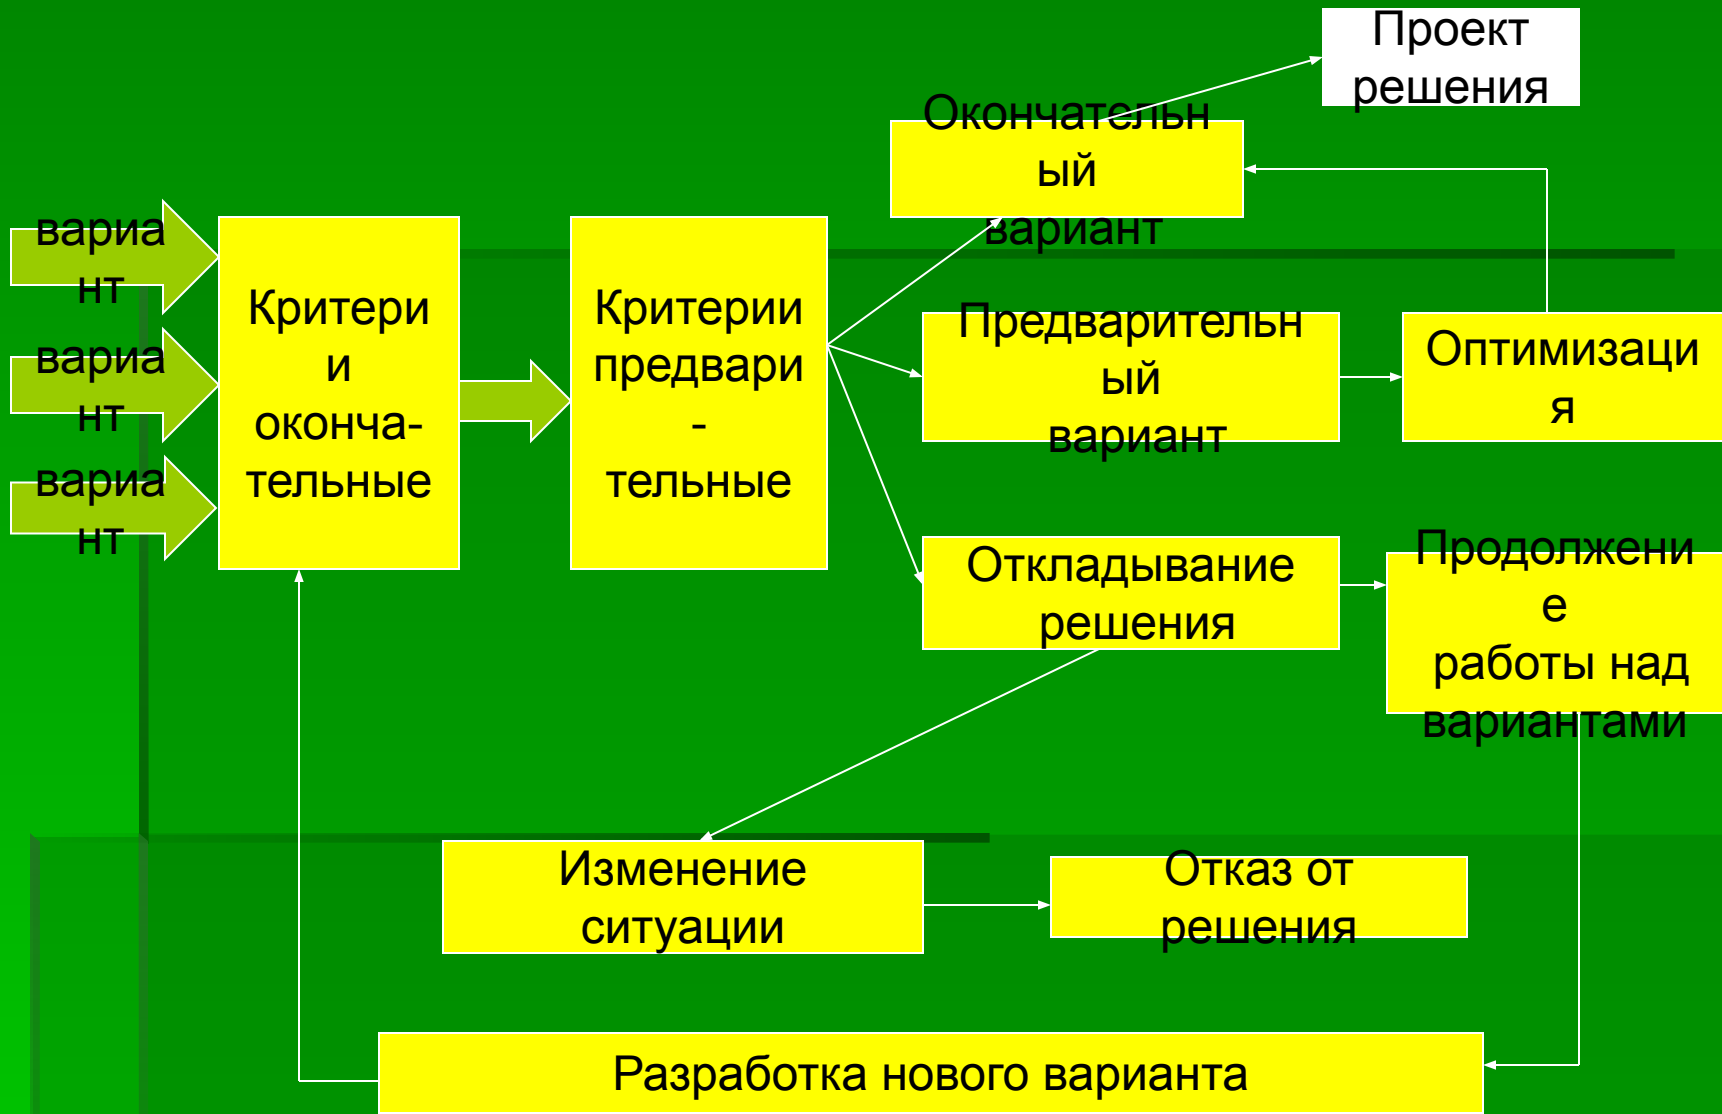 Проект
решения
Окончательн
ый
вариант
вариа
нт
вариа
нт
вариа
нт
Критери
и
оконча-
тельные
Критерии
предвари
-
тельные
Предварительн
ый
вариант
Оптимизаци
я
Откладывание
решения
Продолжени
е
работы над
вариантами
Изменение
ситуации
Отказ от
решения
Разработка нового варианта